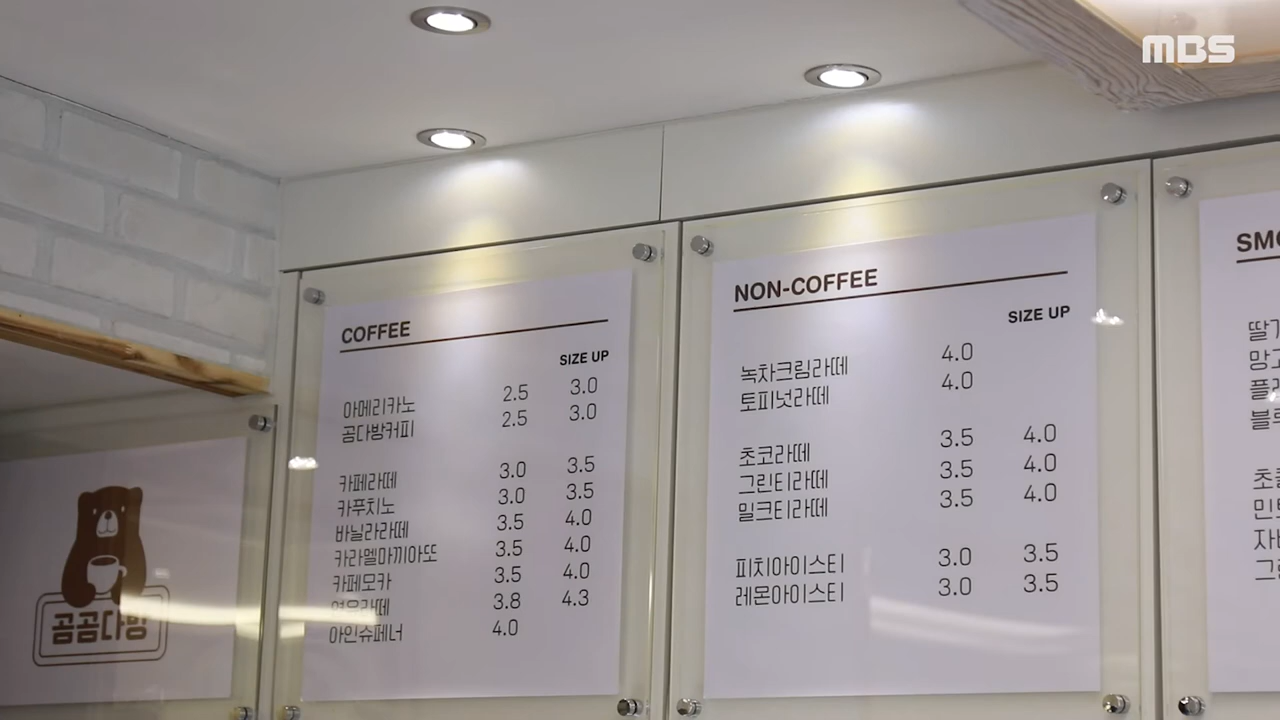 MBS
COFFEE
SIZE UP
아메리카노 2.5 3.0
곰다방커피 2.5 3.0
카페라떼 3.0 3.5
카푸치노 3.0 3.5
바닐라라떼 3.5 4.0
카라멜마끼아또 3.5 4.0
카페모카 3.5 4.0
연유라떼 3.8 4.3
아인슈페너 4.0
NON-COFFEE
SIZE UP
녹차크림라떼 4.0
토피넛라떼 4.0
초코라떼 3.5 4.0
그린티라떼 3.5 4.0
밀크티라떼 3.5 4.0
피치아이스티 3.0 3.5
레몬아이스티 3.0 3.5
곰곰다방